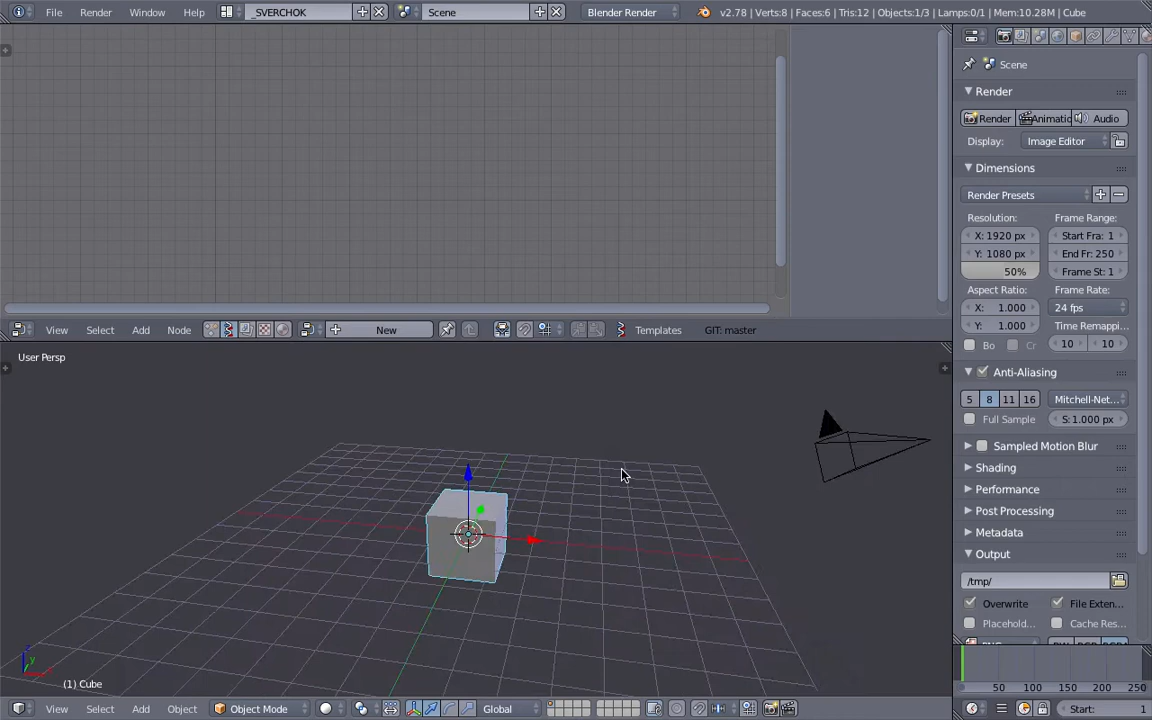 File Render Window Help _SVERCHOK Scene Blender Render v2.78 | Verts:8 | Faces:6 | Tris:12 | Objects:1/3 | Lamps:0/1 | Mem:10.28M | Cube
Scene
Render
Render Animatic Audio
Display: Image Editor
Dimensions
Render Presets
Resolution: Frame Range:
X: 1920 px Start Fra: 1
Y: 1080 px End Fr: 250
50% Frame St: 1
Aspect Ratio: Frame Rate:
X: 1.000 24 fps
Y: 1.000 Time Remappi...
Bo Cr 10 10
View Select Add Node New Templates GIT: master
User Persp
Anti-Aliasing
5 8 11 16 Mitchell-Net...
Full Sample S: 1.000 px
Sampled Motion Blur
Shading
Performance
Post Processing
Metadata
Output
/tmp/
Overwrite File Exten...
Placehold... Cache Res...
(1) Cube
50 100 150 200 250
View Select Add Object Object Mode Global Start: 1